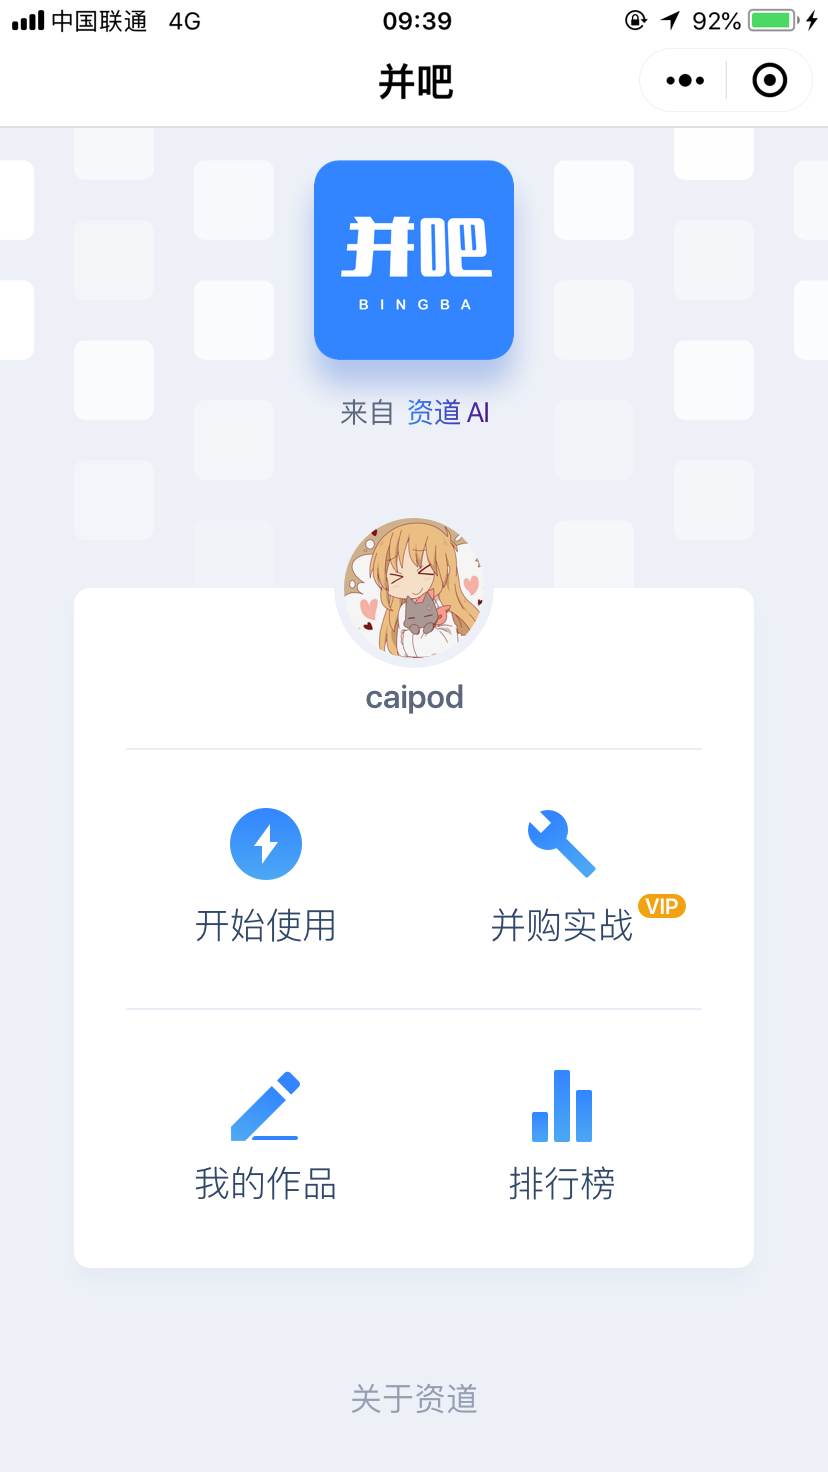 中国联通 4G 09:39 92%
并吧
并吧
BINGBA
来自 资道 AI
caipod
开始使用
并购实战 VIP
我的作品
排行榜
关于资道